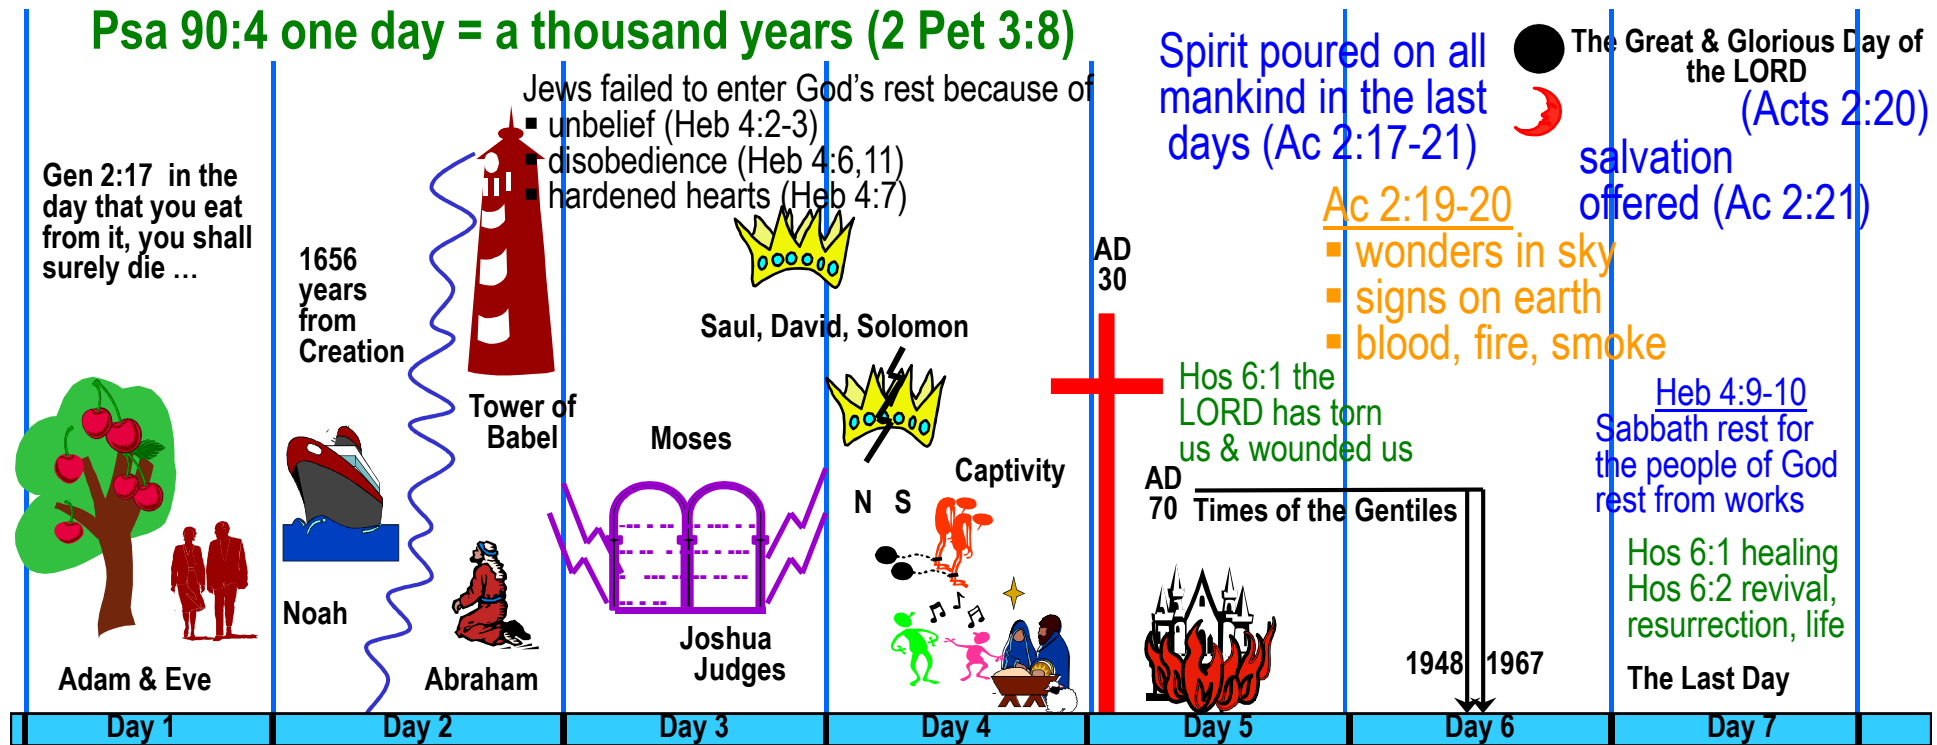 Psa 90:4 one day = a thousand years (2 Pet 3:8)
Jews failed to enter God's rest because of
▪ unbelief (Heb 4:2-3)
▪ disobedience (Heb 4:6,11)
▪ hardened hearts (Heb 4:7)
Spirit poured on all
mankind in the last
days (Ac 2:17-21)
The Great & Glorious Day of
the LORD
(Acts 2:20)
salvation
offered (Ac 2:21)
Gen 2:17 in the
day that you eat
from it, you shall
surely die …
1656
years
from
Creation
Ac 2:19-20
▪ wonders in sky
▪ signs on earth
▪ blood, fire, smoke
AD
30
Saul, David, Solomon
Tower of
Babel
Moses
Captivity
N S
Hos 6:1 the
LORD has torn
us & wounded us
AD
70
Times of the Gentiles
Heb 4:9-10
Sabbath rest for
the people of God
rest from works
Hos 6:1 healing
Hos 6:2 revival,
resurrection, life
Noah
Joshua
Judges
Adam & Eve
Abraham
1948
1967
The Last Day
Day 1
Day 2
Day 3
Day 4
Day 5
Day 6
Day 7